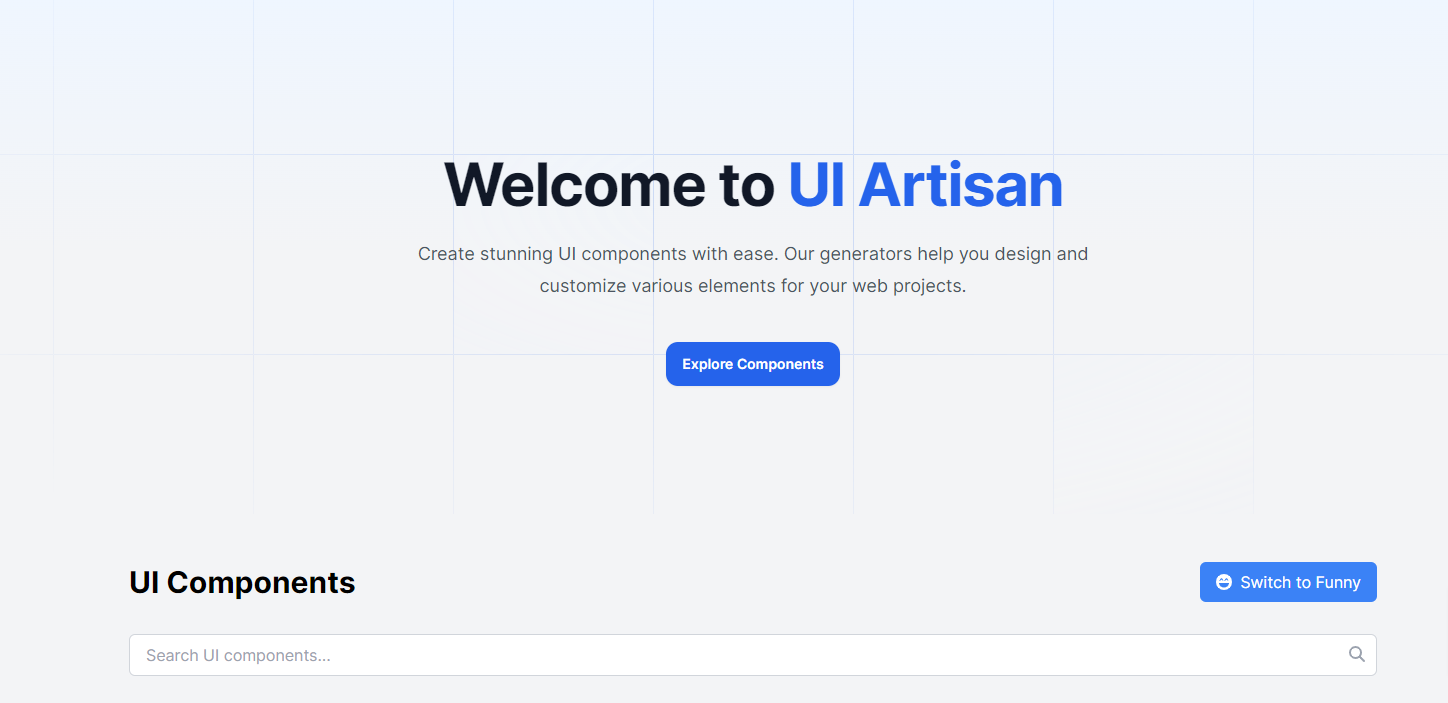 Welcome to UI Artisan
Create stunning UI components with ease. Our generators help you design and
customize various elements for your web projects.
Explore Components
UI Components
Switch to Funny
Search UI components...